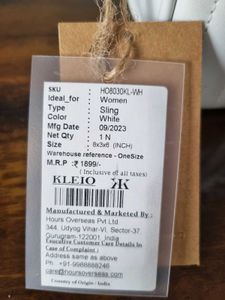 SKU : HO8030KL-WH
Ideal_for : Women
Type : Sling
Color : White
Mfg Date : 09/2023
Net Qty : 1 N
Size : 8x3x6 (INCH)
Warehouse reference - OneSize
M.R.P :₹ 1899/-
( Inclusive of all taxes)
KLEIO
Manufactured & Marketed By:
Hours Overseas Pvt Ltd.
344, Udyog Vihar-VI, Sector-37
Gurugram-122001, India
Executive Customer Care Details In
Case of Complaint :
Address same as above
Ph +91-9988888246
care@hoursoverseas.com
Country of Origin : India